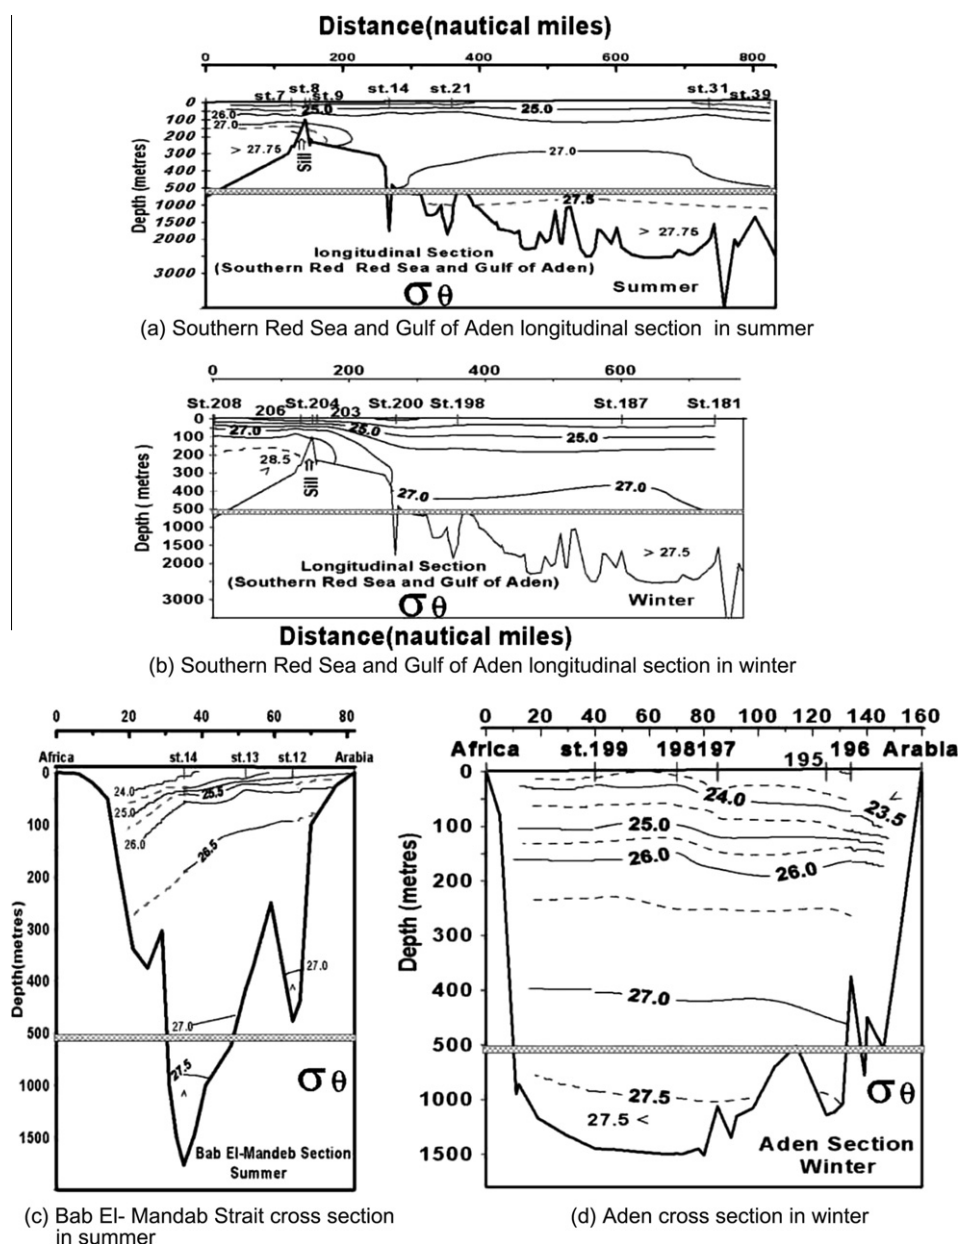 Distance(nautical miles)
0 200 400 600 800
st.7 st.8 st.9 st.14 st.21 st.31 st.39
0
100
200
300
400
500
1000
2000
3000
Depth (metres)
26.0 25.0 25.0
27.0
> 27.75
Sill
27.0
27.5
> 27.75
longitudinal Section
(Southern Red Red Sea and Gulf of Aden)
σ θ
Summer
(a) Southern Red Sea and Gulf of Aden longitudinal section in summer
0 200 400 600
St.208 206 St.204 203 St.200 St.198 St.187 St.181
0
100
200
300
400
500
1000
1500
2000
3000
Depth ( metres)
27.0 25.0 25.0
28.5
>
Sill
27.0 27.0
> 27.5
Longitudinal Section
(Southern Red Sea and Gulf of Aden)
σ θ
Winter
Distance(nautical miles)
(b) Southern Red Sea and Gulf of Aden longitudinal section in winter
0 20 40 60 80
Africa st.14 st.13 st.12 Arabia
0
100
200
300
400
500
1000
1500
Depth(metres)
24.0
25.0 25.5
26.0
26.5
27.0
27.0
27.5
>
>
σ θ
Bab El-Mandeb Section
Summer
(c) Bab El- Mandab Strait cross section
in summer
0 20 40 60 80 100 120 140 160
Africa st.199 198 197 195 196 Arabia
0
100
200
300
400
500
1000
1500
Depth (metres)
24.0 23.5
<
25.0
26.0 26.0
27.0
27.5
27.5 <
σ θ
Aden Section
Winter
(d) Aden cross section in winter